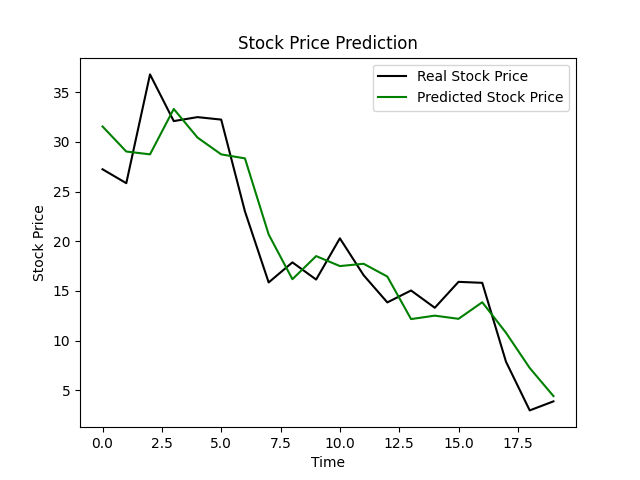 Stock Price Prediction
Real Stock Price
Predicted Stock Price
Stock Price
35
30
25
20
15
10
5
0.0 2.5 5.0 7.5 10.0 12.5 15.0 17.5
Time